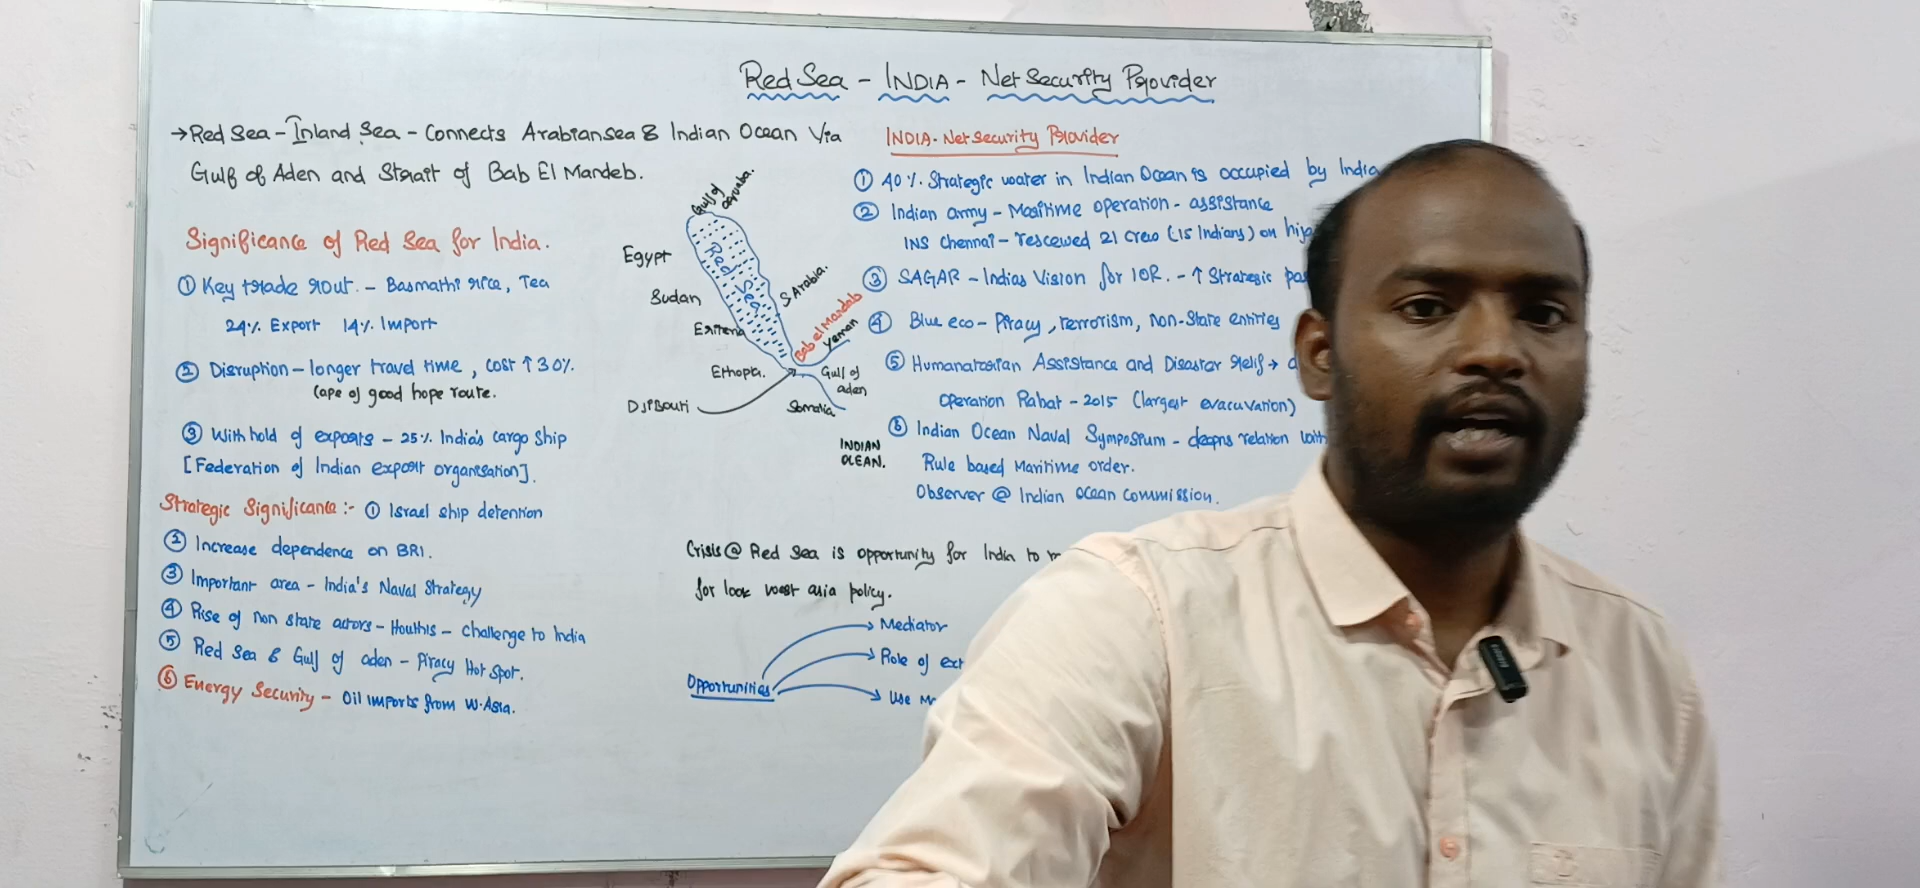 Red Sea - INDIA - Net Security Provider
→ Red Sea - Inland Sea - Connects Arabian sea & Indian Ocean Via
Gulf of Aden and Strait of Bab El Mandeb.
Significance of Red Sea for India.
① Key trade rout. - Basmathi rice, Tea
24% Export 14% Import
② Disruption - longer travel time, cost ↑ 30%.
Cape of good hope route.
③ With hold of exports - 25% India's cargo ship
[Federation of Indian export organisation].
Strategic Significance :- ① Israel ship detention
② Increase dependence on BRI.
③ Important area - India's Naval Strategy
④ Rise of non state actors - Houthis - challenge to India
⑤ Red Sea & Gulf of aden - Piracy Hot Spot.
⑥ Energy Security - Oil imports from W.Asia.
Gulf of
aquaba.
Egypt
Red Sea
Sudan
S Arabia.
Eritrea
Bab el Mandab
Yeman
Ethopia.
Gulf of
aden
DJIBouti
Somalia
INDIAN
OCEAN.
INDIA - Net security Provider
① 40% Strategic water in Indian Ocean is occupied by India
② Indian army - Maritime operation - assistance
INS Chennai - rescewed 21 crew (15 Indians) on
③ SAGAR - Indias Vision for IOR. - ↑ Strategic
④ Blue eco - Piracy, terrorism, non-State entities
⑤ Humanatarian Assistance and Disastar relief →
Operation Rahat - 2015 (largest evacuvation)
⑥ Indian Ocean Naval Symposium - deepns relation with
Rule based Maritime order.
Observer @ Indian ocean commission.
Crisis @ Red Sea is opportunity for India to
for look west asia policy.
Opportunities
→ Mediator
→ Role of
→ Use